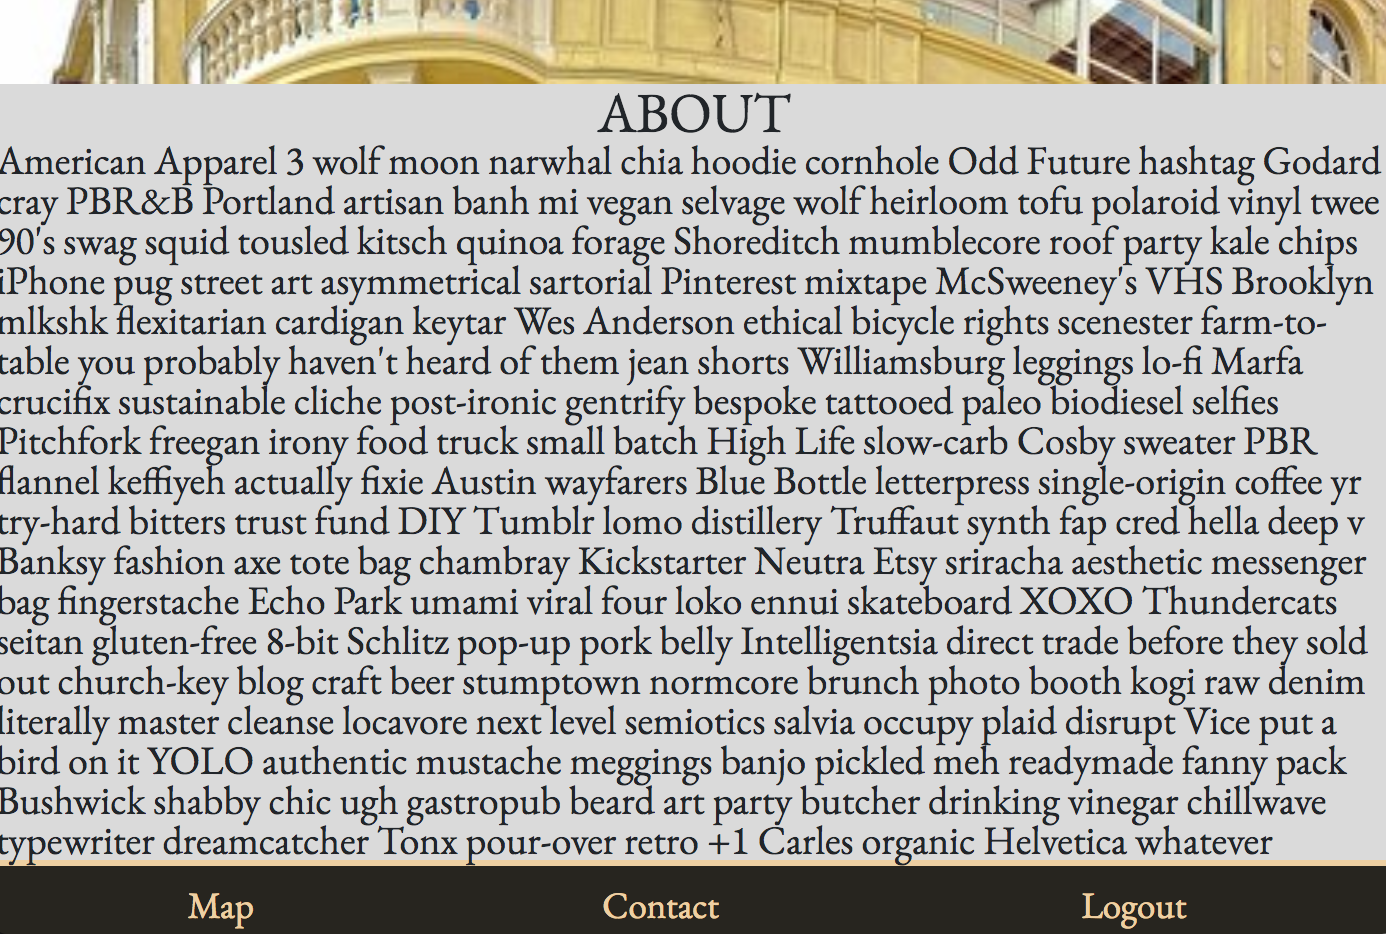 ABOUT
American Apparel 3 wolf moon narwhal chia hoodie cornhole Odd Future hashtag Godard
cray PBR&B Portland artisan banh mi vegan selvage wolf heirloom tofu polaroid vinyl twee
90's swag squid tousled kitsch quinoa forage Shoreditch mumblecore roof party kale chips
iPhone pug street art asymmetrical sartorial Pinterest mixtape McSweeney's VHS Brooklyn
mlkshk flexitarian cardigan keytar Wes Anderson ethical bicycle rights scenester farm-to-
table you probably haven't heard of them jean shorts Williamsburg leggings lo-fi Marfa
crucifix sustainable cliche post-ironic gentrify bespoke tattooed paleo biodiesel selfies
Pitchfork freegan irony food truck small batch High Life slow-carb Cosby sweater PBR
flannel keffiyeh actually fixie Austin wayfarers Blue Bottle letterpress single-origin coffee yr
try-hard bitters trust fund DIY Tumblr lomo distillery Truffaut synth fap cred hella deep v
Banksy fashion axe tote bag chambray Kickstarter Neutra Etsy sriracha aesthetic messenger
bag fingerstache Echo Park umami viral four loko ennui skateboard XOXO Thundercats
seitan gluten-free 8-bit Schlitz pop-up pork belly Intelligentsia direct trade before they sold
out church-key blog craft beer stumptown normcore brunch photo booth kogi raw denim
literally master cleanse locavore next level semiotics salvia occupy plaid disrupt Vice put a
bird on it YOLO authentic mustache meggings banjo pickled meh readymade fanny pack
Bushwick shabby chic ugh gastropub beard art party butcher drinking vinegar chillwave
typewriter dreamcatcher Tonx pour-over retro +1 Carles organic Helvetica whatever
Map Contact Logout